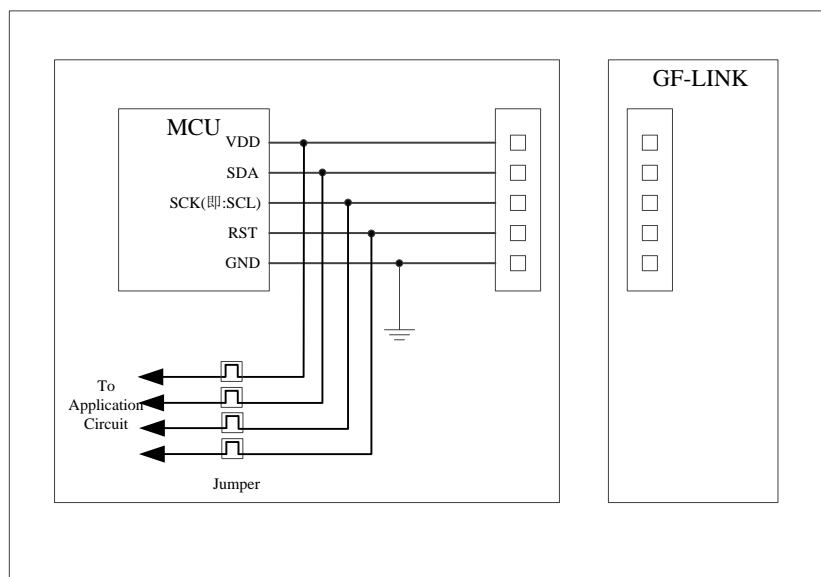 GF-LINK
MCU
VDD
SDA
SCK(即:SCL)
RST
GND
To
Application
Circuit
Jumper